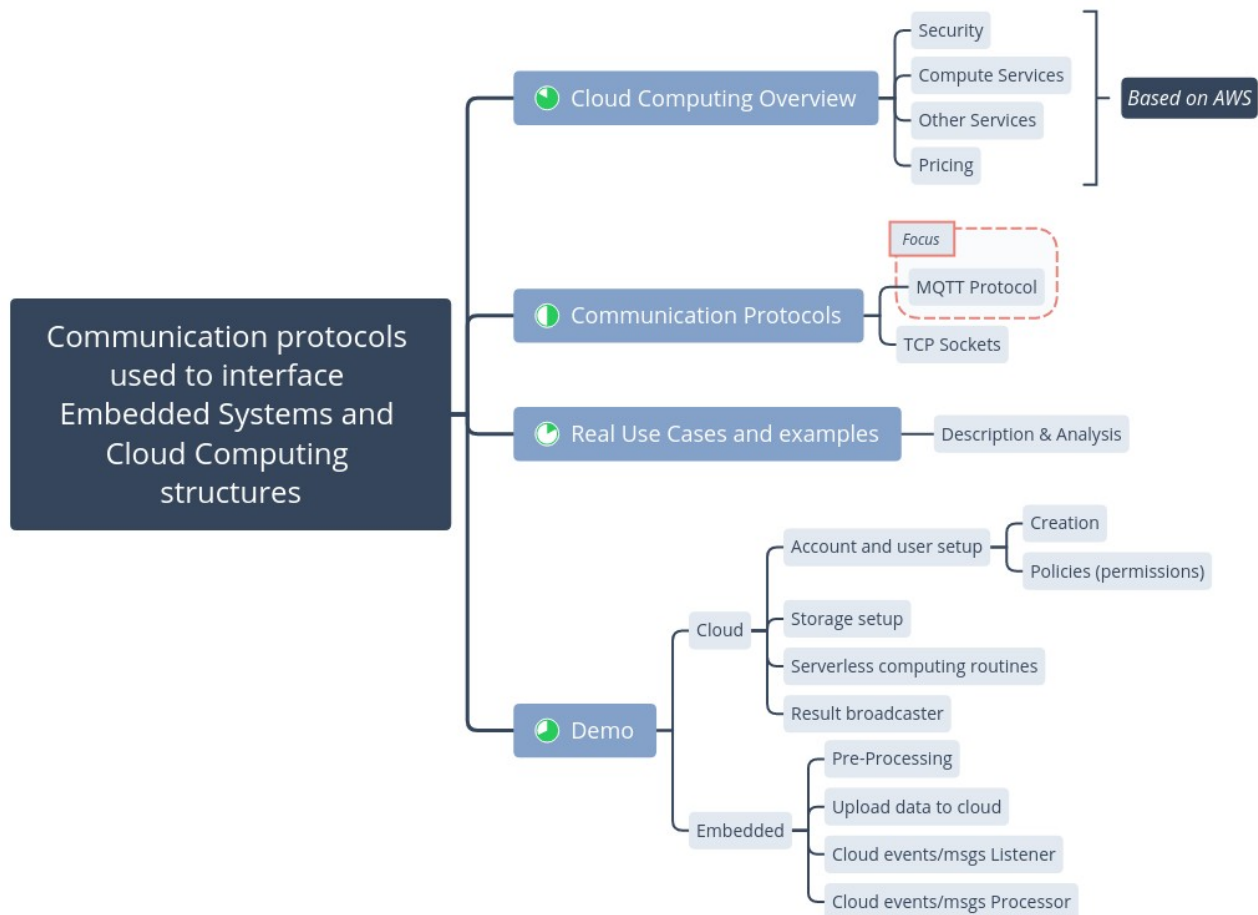 Security
Cloud Computing Overview
Compute Services
Based on AWS
Other Services
Pricing
Focus
MQTT Protocol
Communication Protocols
TCP Sockets
Communication protocols
used to interface
Embedded Systems and
Cloud Computing
structures
Real Use Cases and examples
Description & Analysis
Creation
Account and user setup
Policies (permissions)
Storage setup
Cloud
Serverless computing routines
Result broadcaster
Demo
Pre-Processing
Upload data to cloud
Embedded
Cloud events/msgs Listener
Cloud events/msgs Processor